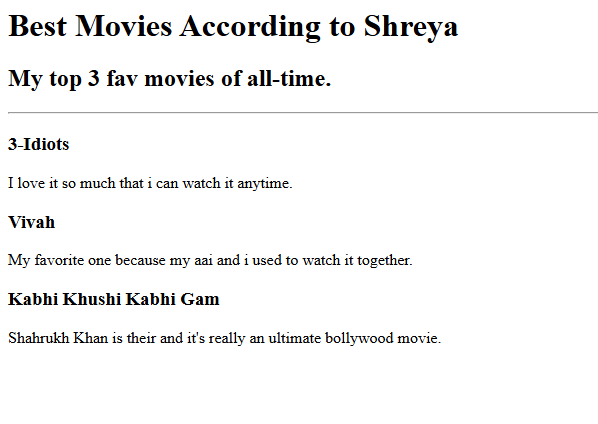 Best Movies According to Shreya
My top 3 fav movies of all-time.
3-Idiots
I love it so much that i can watch it anytime.
Vivah
My favorite one because my aai and i used to watch it together.
Kabhi Khushi Kabhi Gam
Shahrukh Khan is their and it's really an ultimate bollywood movie.